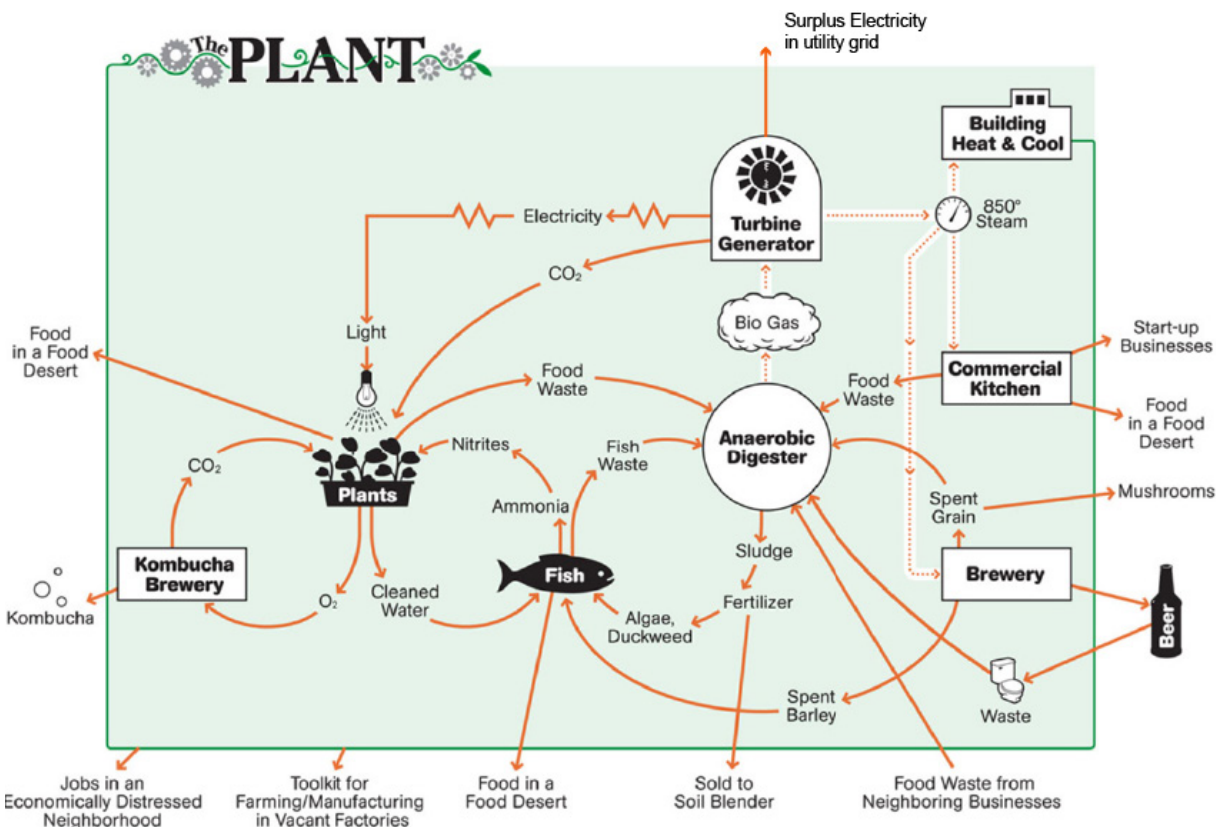 Surplus Electricity
in utility grid
The PLANT
Building
Heat & Cool
850°
Steam
Turbine
Generator
Electricity
CO₂
Light
Bio Gas
Food
in a Food
Desert
Start-up
Businesses
Commercial
Kitchen
Food
Waste
Food
Waste
Food
in a Food
Desert
Anaerobic
Digester
Nitrites
Fish
Waste
CO₂
Plants
Ammonia
Spent
Grain
Mushrooms
Sludge
Kombucha
Brewery
Fish
Brewery
Kombucha
O₂
Cleaned
Water
Algae,
Duckweed
Fertilizer
Beer
Spent
Barley
Waste
Jobs in an
Economically Distressed
Neighborhood
Toolkit for
Farming/Manufacturing
in Vacant Factories
Food in a
Food Desert
Sold to
Soil Blender
Food Waste from
Neighboring Businesses